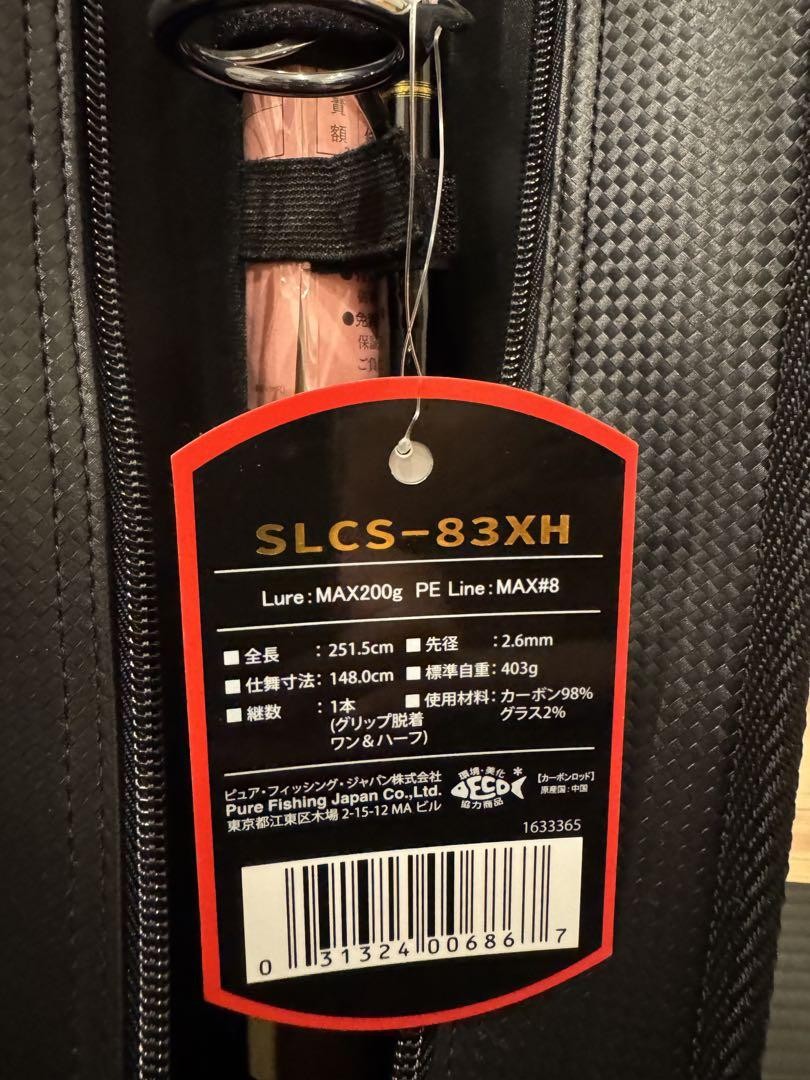 額
●免
保
ご負
SLCS-83XH
Lure:MAX200g PE Line:MAX#8
■全長 :251.5cm ■先径 :2.6mm
■仕舞寸法:148.0cm ■標準自重:403g
■継数 :1本 ■使用材料:カーボン98%
(グリップ脱着 グラス2%
ワン&ハーフ)
ピュア・フィッシング・ジャパン株式会社
Pure Fishing Japan Co.,Ltd.
東京都江東区木場 2-15-12 MA ビル
環境・美化
ECO
協力商品
【カーボンロッド】
原産国:中国
1633365
0 31324 00686 7